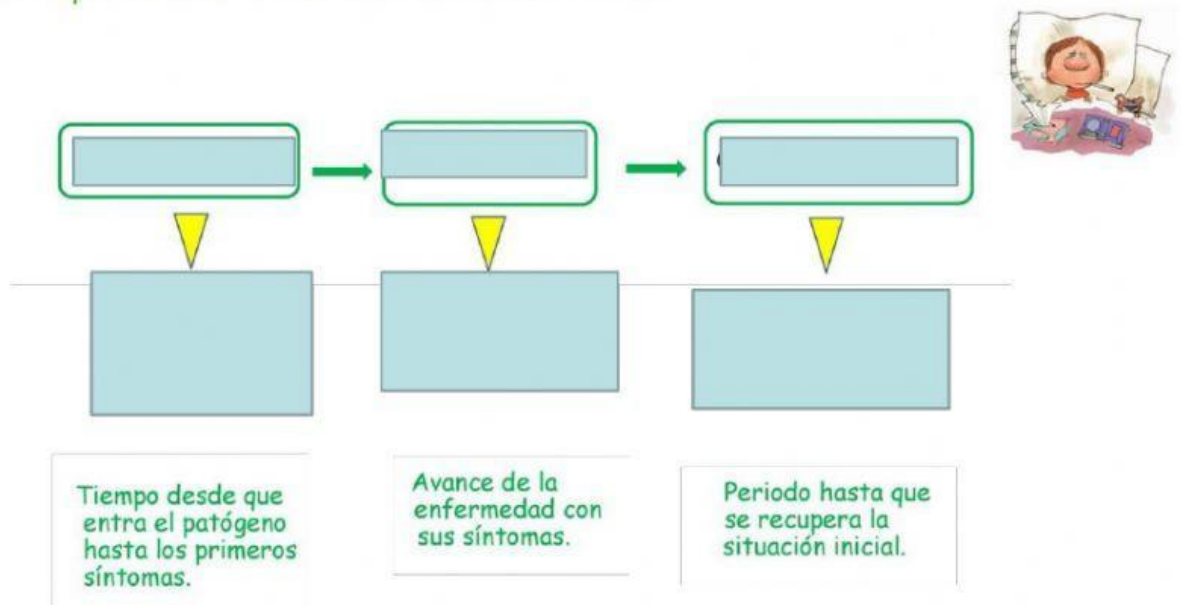 Tiempo desde que
entra el patógeno
hasta los primeros
síntomas.
Avance de la
enfermedad con
sus síntomas.
Periodo hasta que
se recupera la
situación inicial.